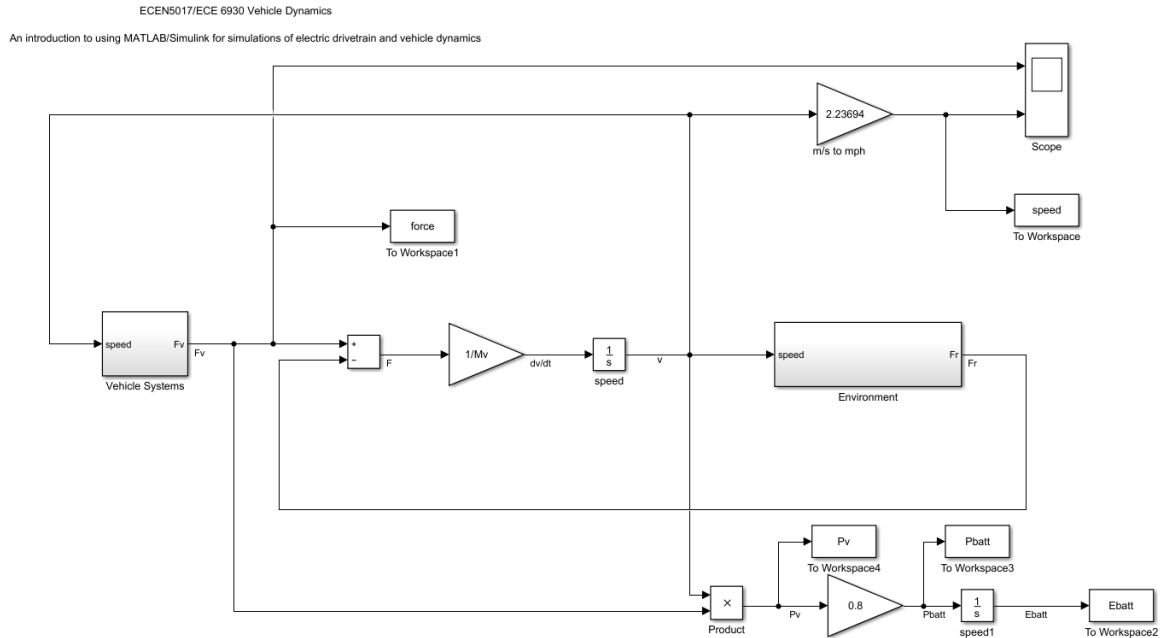 ECEN5017/ECE 6930 Vehicle Dynamics
An introduction to using MATLAB/Simulink for simulations of electric drivetrain and vehicle dynamics
2.23694
m/s to mph
Scope
speed
To Workspace
force
To Workspace1
speed
Fv
Fv
Vehicle Systems
+
−
F
1/Mv
dv/dt
1
s
speed
v
speed
Fr
Fr
Environment
Pv
To Workspace4
Pbatt
To Workspace3
×
Product
Pv
0.8
Pbatt
1
s
speed1
Ebatt
Ebatt
To Workspace2